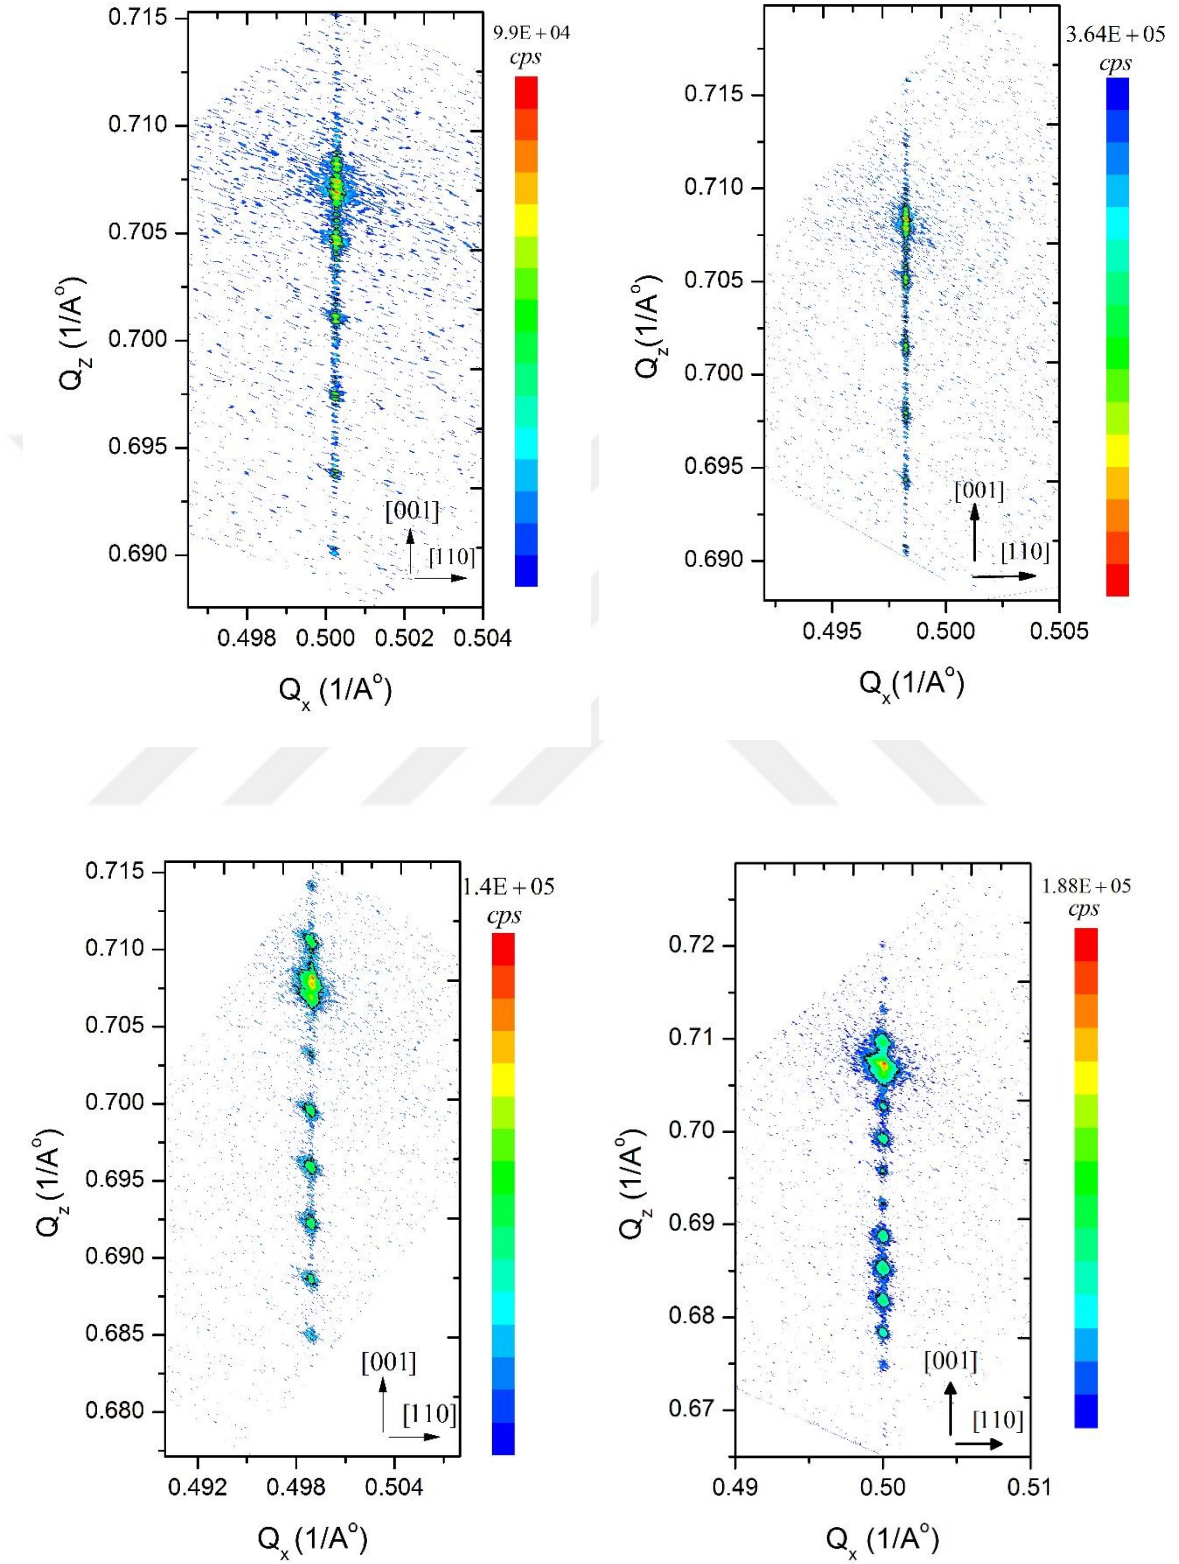 9.9E + 04
cps
0.715
0.710
0.705
0.700
0.695
0.690
Q_z (1/A°)
[001]
[110]
0.498 0.500 0.502 0.504
Q_x (1/A°)
3.64E + 05
cps
0.715
0.710
0.705
0.700
0.695
0.690
Q_z (1/A°)
[001]
[110]
0.495 0.500 0.505
Q_x(1/A°)
1.4E + 05
cps
0.715
0.710
0.705
0.700
0.695
0.690
0.685
0.680
Q_z (1/A°)
[001]
[110]
0.492 0.498 0.504
Q_x (1/A°)
1.88E + 05
cps
0.72
0.71
0.70
0.69
0.68
0.67
Q_z (1/A°)
[001]
[110]
0.49 0.50 0.51
Q_x (1/A°)